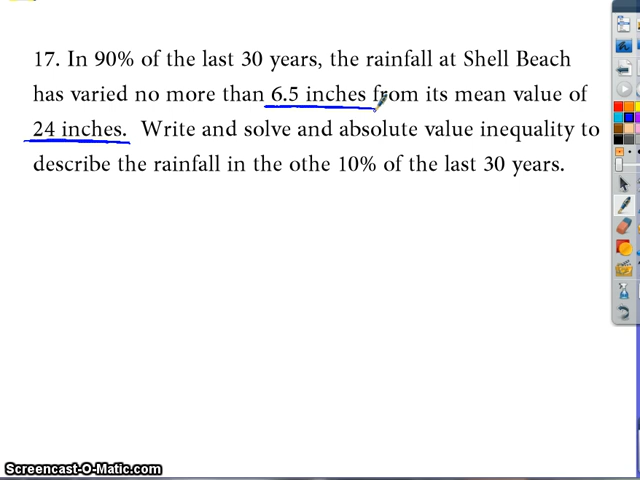 17. In 90% of the last 30 years, the rainfall at Shell Beach
has varied no more than 6.5 inches from its mean value of
24 inches. Write and solve and absolute value inequality to
describe the rainfall in the othe 10% of the last 30 years.
Screencast-O-Matic.com